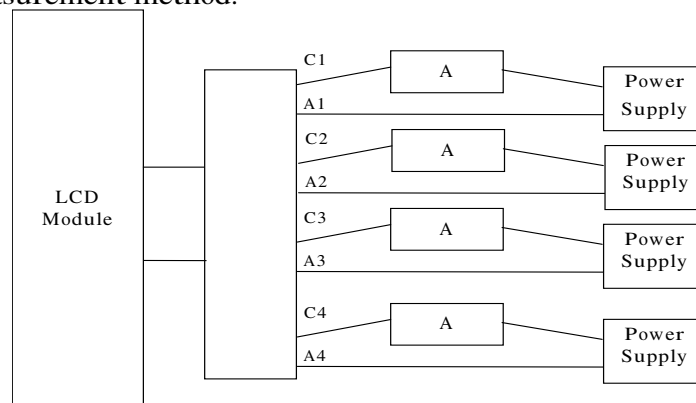 asurement method.
C1
A
Power
Supply
A1
C2
A
Power
Supply
A2
LCD
Module
C3
A
Power
Supply
A3
C4
A
Power
Supply
A4